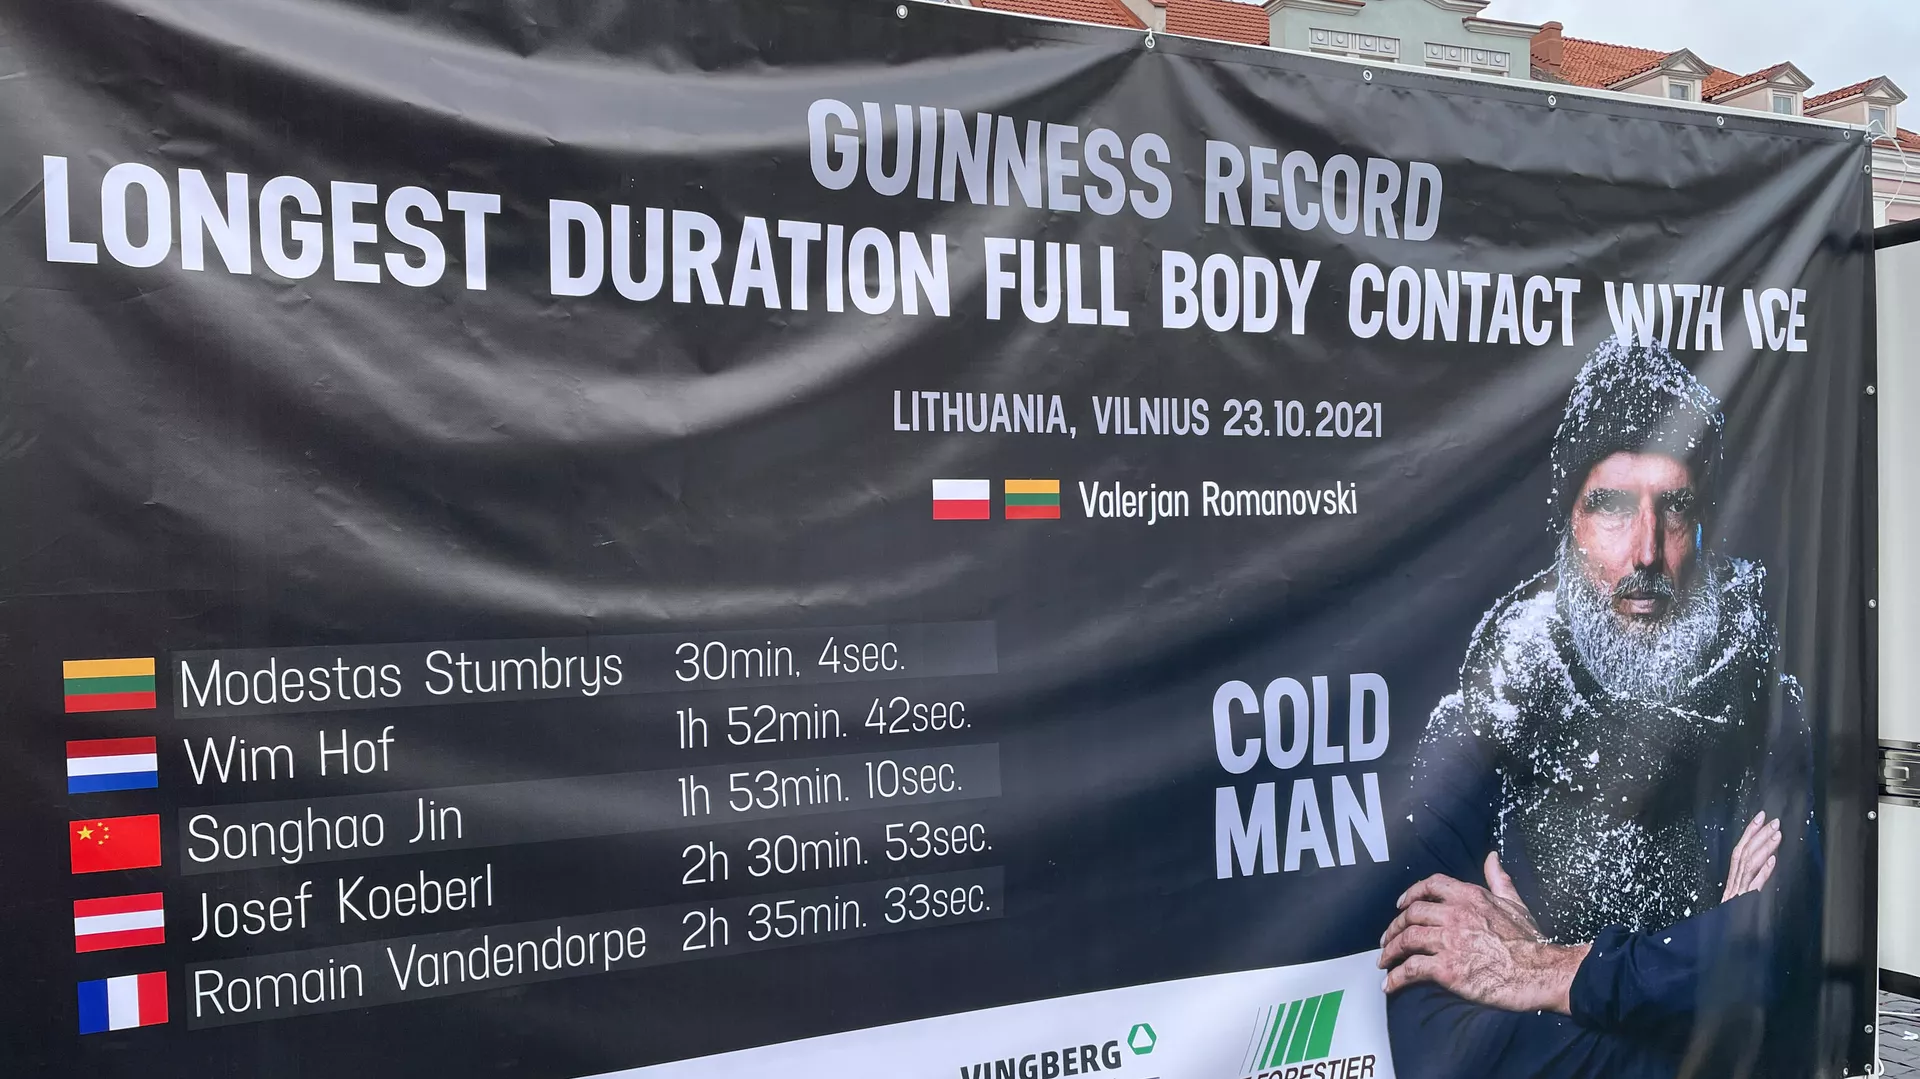 GUINNESS RECORD
LONGEST DURATION FULL BODY CONTACT WITH ICE
LITHUANIA, VILNIUS 23.10.2021
Valerjan Romanovski
Modestas Stumbrys 30min, 4sec.
Wim Hof 1h 52min. 42sec.
Songhao Jin 1h 53min. 10sec.
Josef Koeberl 2h 30min. 53sec.
Romain Vandendorpe 2h 35min. 33sec.
COLD
MAN
VINGBERG
FORESTIER